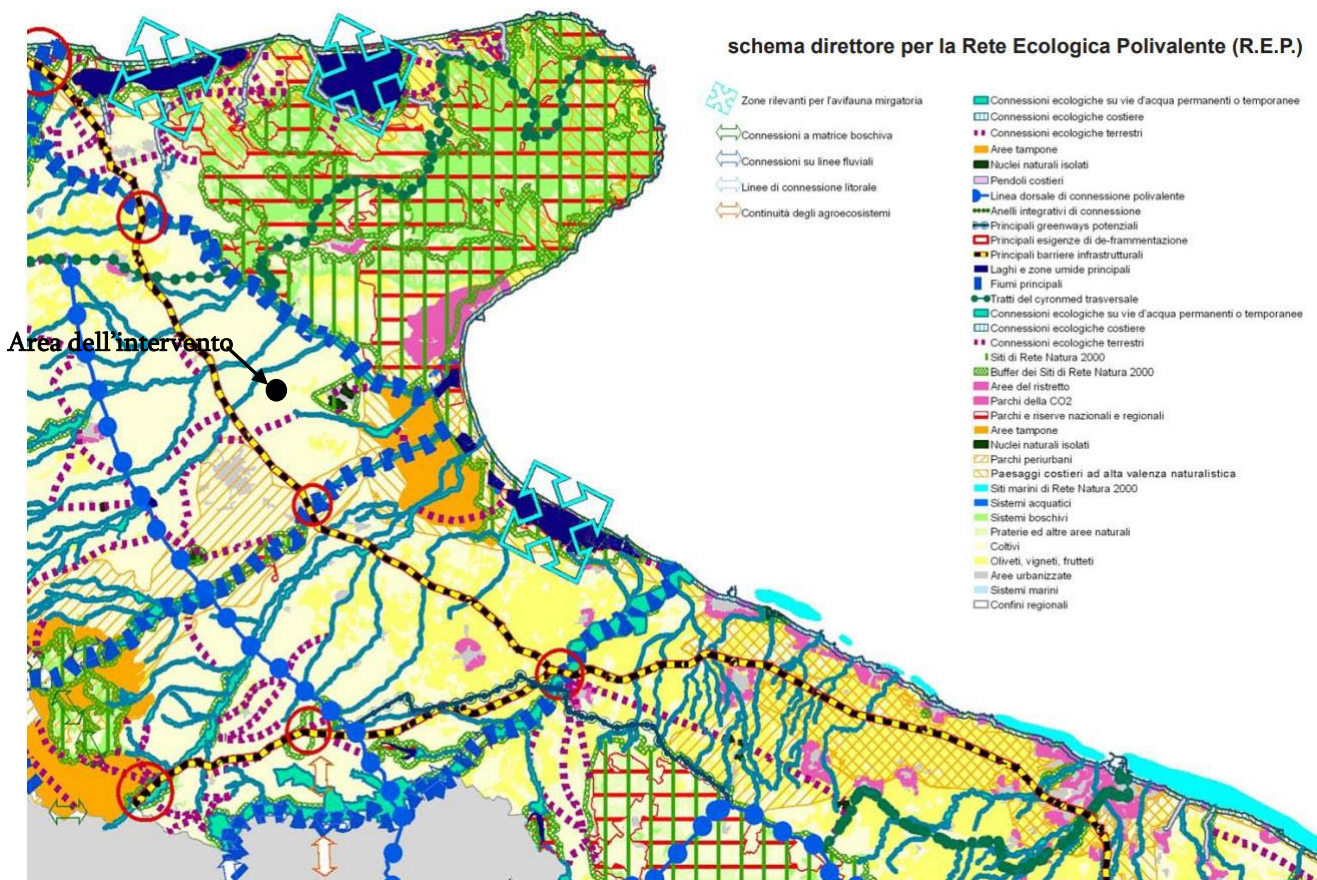 schema direttore per la Rete Ecologica Polivalente (R.E.P.)
Zone rilevanti per l'avifauna mirgatoria
Connessioni a matrice boschiva
Connessioni su linee fluviali
Linee di connessione litorale
Continuità degli agroecosistemi
Connessioni ecologiche su vie d'acqua permanenti o temporanee
Connessioni ecologiche costiere
Connessioni ecologiche terrestri
Aree tampone
Nuclei naturali isolati
Pendoli costieri
Linea dorsale di connessione polivalente
Anelli integrativi di connessione
Principali greenways potenziali
Principali esigenze di de-frammentazione
Principali barriere infrastrutturali
Laghi e zone umide principali
Fiumi principali
Tratti del cyronmed trasversale
Connessioni ecologiche su vie d'acqua permanenti o temporanee
Connessioni ecologiche costiere
Connessioni ecologiche terrestri
Siti di Rete Natura 2000
Buffer dei Siti di Rete Natura 2000
Aree del ristretto
Parchi della CO2
Parchi e riserve nazionali e regionali
Aree tampone
Nuclei naturali isolati
Parchi periurbani
Paesaggi costieri ad alta valenza naturalistica
Siti marini di Rete Natura 2000
Sistemi acquatici
Sistemi boschivi
Praterie ed altre aree naturali
Coltivi
Oliveti, vigneti, frutteti
Aree urbanizzate
Sistemi marini
Confini regionali
Area dell'intervento